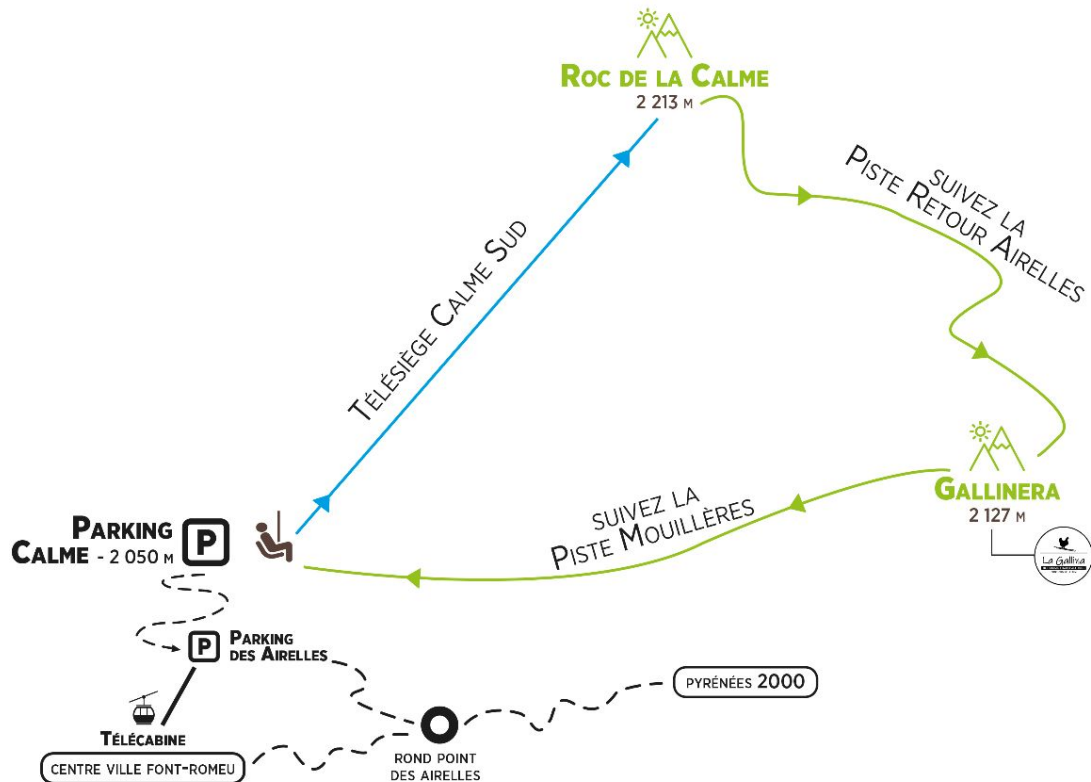 ROC DE LA CALME
2 213 M
SUIVEZ LA
PISTE RETOUR AIRELLES
TÉLÉSIÈGE CALME SUD
GALLINERA
2 127 M
La Gallina
SUIVEZ LA
PISTE MOUILLÈRES
PARKING
CALME - 2 050 M
P
P
PARKING
DES AIRELLES
PYRÉNÉES 2000
TÉLÉCABINE
CENTRE VILLE FONT-ROMEU
ROND POINT
DES AIRELLES